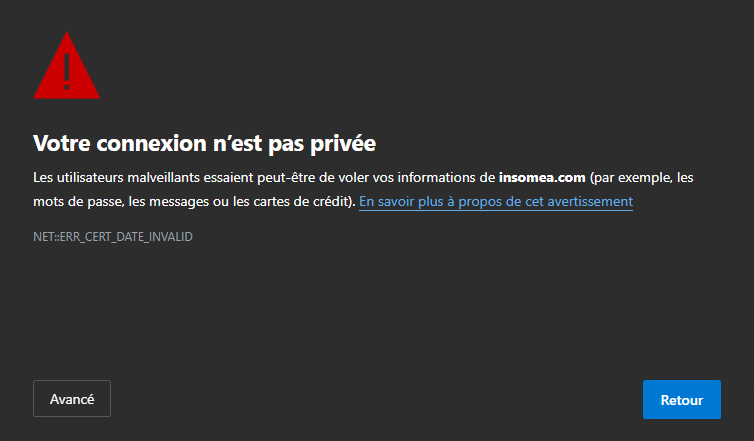 Votre connexion n’est pas privée
Les utilisateurs malveillants essaient peut-être de voler vos informations de insomea.com (par exemple, les
mots de passe, les messages ou les cartes de crédit). En savoir plus à propos de cet avertissement
NET::ERR_CERT_DATE_INVALID
Avancé
Retour